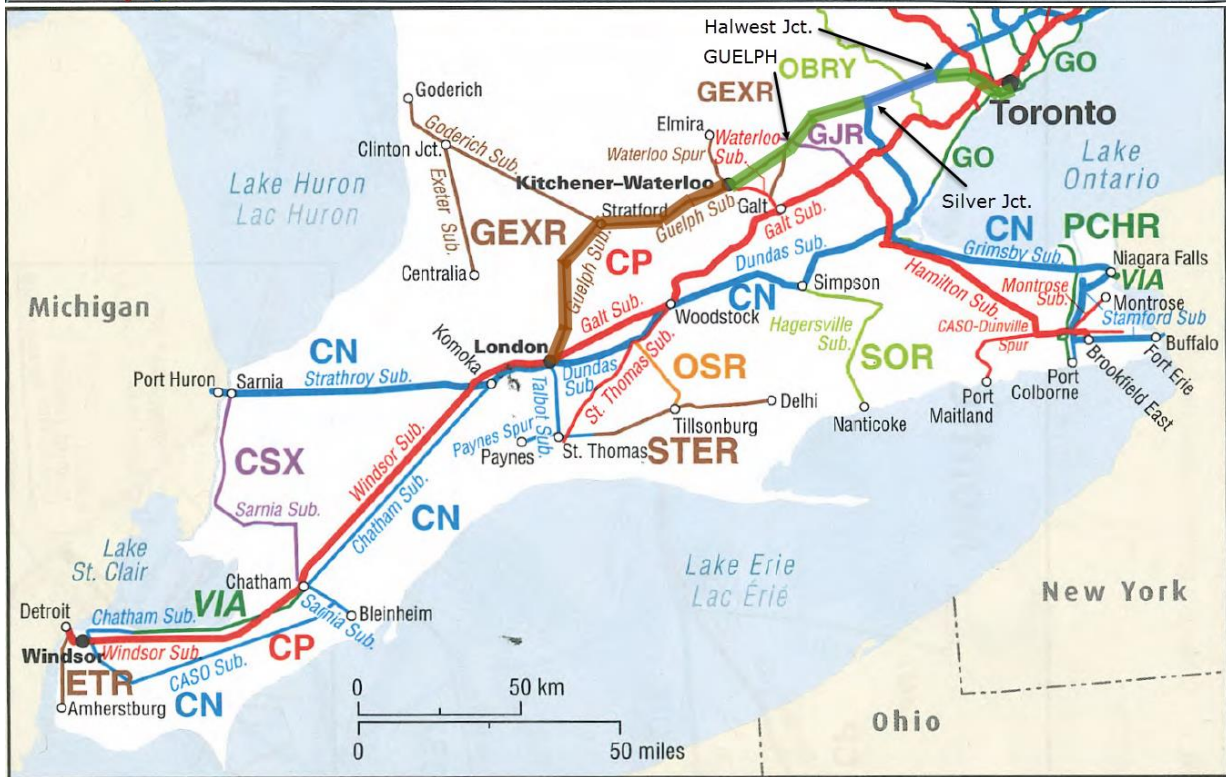 Halwest Jct.
GUELPH
OBRY
GO
GEXR
Toronto
Goderich
Elmira
Waterloo
Sub.
GJR
Clinton Jct.
Goderich Sub.
Waterloo Spur
GO
Lake
Ontario
Lake Huron
Lac Huron
Exeter Sub.
Kitchener–Waterloo
Silver Jct.
Stratford
Guelph Sub.
Galt
Galt Sub.
GEXR
CN
PCHR
Guelph Sub.
CP
Dundas Sub.
Grimsby Sub.
Niagara Falls
VIA
Centralia
Simpson
Hamilton Sub.
Montrose
Sub.
Montrose
Michigan
Galt Sub.
CN
Woodstock
Stamford Sub
Hagersville
Sub.
CASO-Dunville
Spur
Buffalo
Komoka
London
CN
Strathroy Sub.
Dundas
Sub.
St. Thomas Sub.
OSR
SOR
Fort Erie
Port Huron
Sarnia
Talbot Sub.
Port
Colborne
Brookfield East
Port
Maitland
Delhi
Nanticoke
Tillsonburg
Paynes Spur
Paynes
St. Thomas
STER
CSX
Windsor Sub.
Chatham Sub.
CN
Sarnia Sub.
Lake
St. Clair
Lake Erie
Lac Érié
New York
Chatham
Detroit
Chatham Sub.
VIA
Sarnia Sub.
Bleinheim
Windsor
Windsor Sub.
CP
CASO Sub.
ETR
CN
Amherstburg
0 50 km
0 50 miles
Ohio